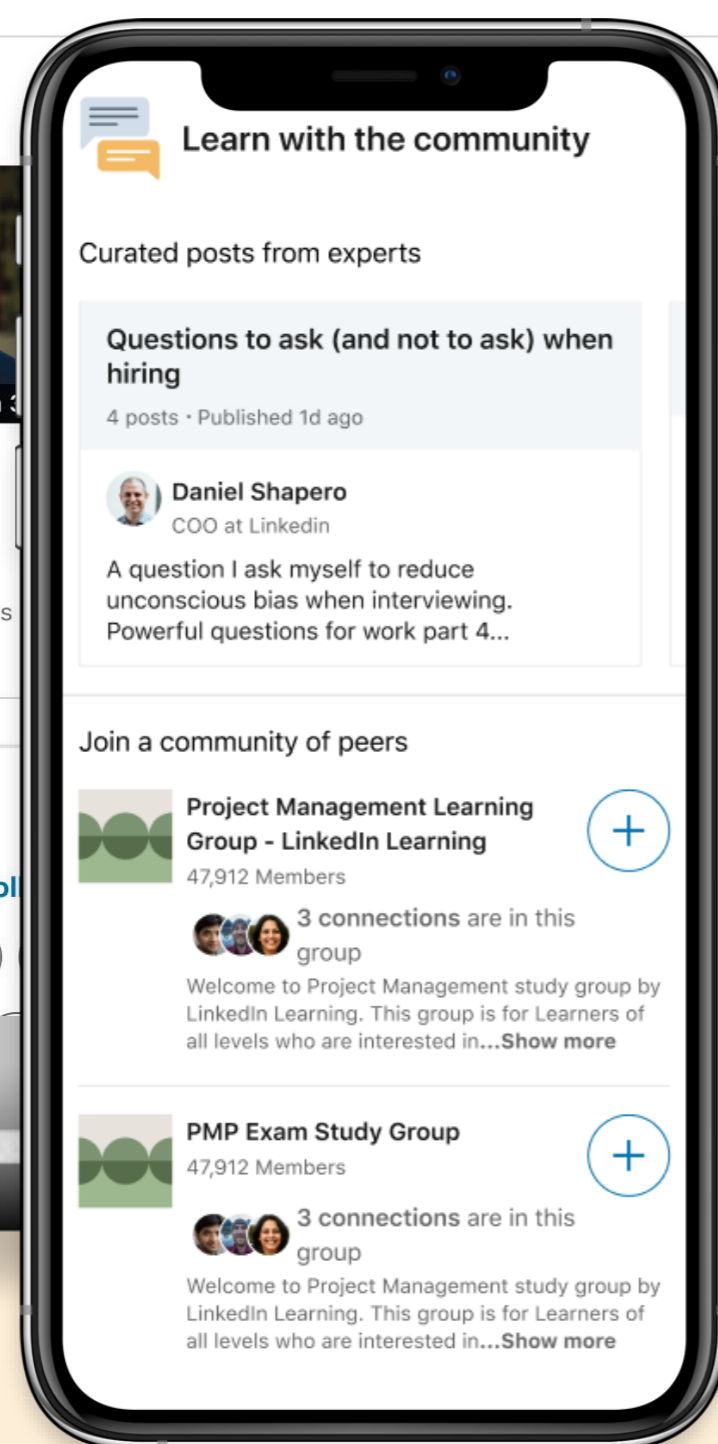 Learn with the community
Curated posts from experts
Questions to ask (and not to ask) when
hiring
4 posts • Published 1d ago
Daniel Shapero
COO at Linkedin
A question I ask myself to reduce
unconscious bias when interviewing.
Powerful questions for work part 4...
Join a community of peers
Project Management Learning
Group - LinkedIn Learning
47,912 Members
3 connections are in this
group
Welcome to Project Management study group by
LinkedIn Learning. This group is for Learners of
all levels who are interested in...Show more
PMP Exam Study Group
47,912 Members
3 connections are in this
group
Welcome to Project Management study group by
LinkedIn Learning. This group is for Learners of
all levels who are interested in...Show more